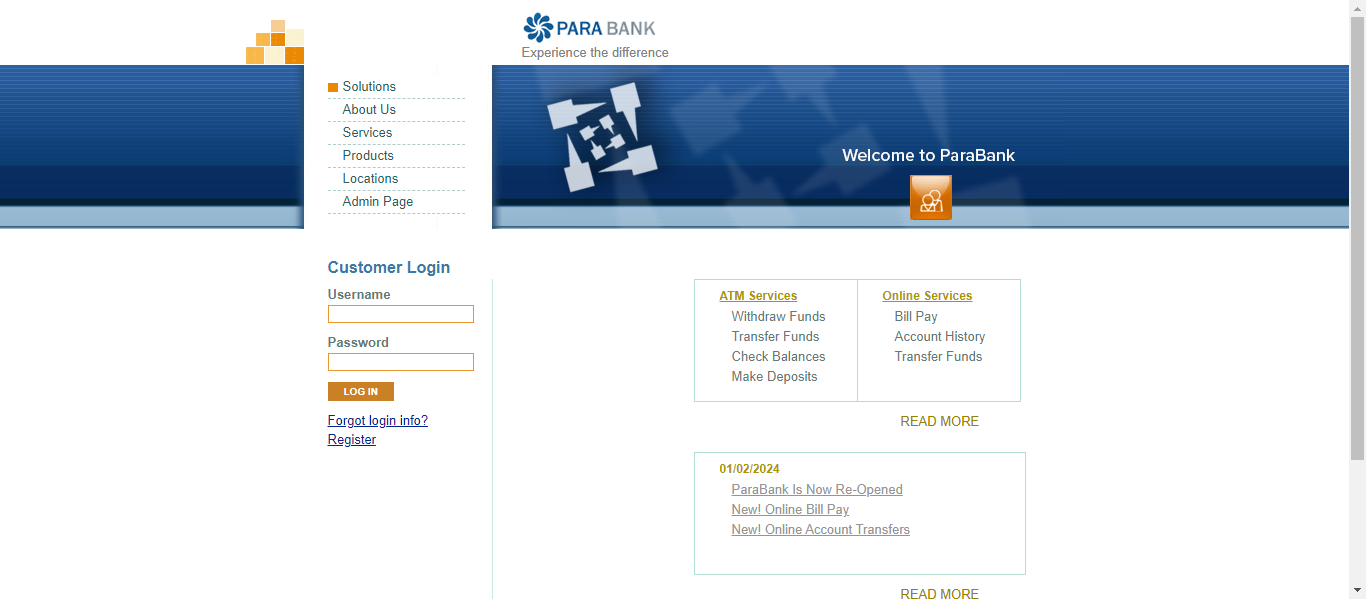 PARA BANK
Experience the difference
Solutions
About Us
Services
Products
Locations
Admin Page
Welcome to ParaBank
Customer Login
Username
Password
LOG IN
Forgot login info?
Register
ATM Services
Withdraw Funds
Transfer Funds
Check Balances
Make Deposits
Online Services
Bill Pay
Account History
Transfer Funds
READ MORE
01/02/2024
ParaBank Is Now Re-Opened
New! Online Bill Pay
New! Online Account Transfers
READ MORE